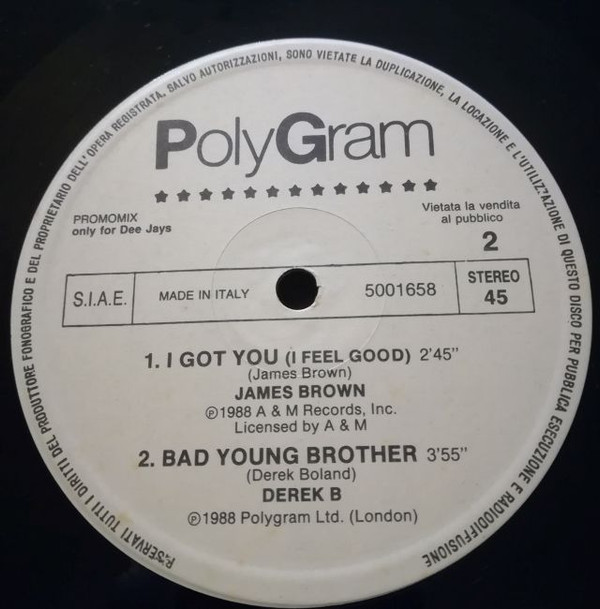 RISERVATI TUTTI I DIRITTI DEL PRODUTTORE FONOGRAFICO E DEL PROPRIETARIO DELL'OPERA REGISTRATA. SALVO AUTORIZZAZIONI, SONO VIETATE LA DUPLICAZIONE, LA LOCAZIONE E L'UTILIZZAZIONE DI QUESTO DISCO PER PUBBLICA ESECUZIONE E RADIODIFFUSIONE
PolyGram
★★★★★★★★★★★★★
PROMOMIX
only for Dee Jays
Vietata la vendita
al pubblico
2
S.I.A.E.
MADE IN ITALY
5001658
STEREO
45
1. I GOT YOU (I FEEL GOOD) 2'45"
(James Brown)
JAMES BROWN
℗1988 A & M Records, Inc.
Licensed by A & M
2. BAD YOUNG BROTHER 3'55"
(Derek Boland)
DEREK B
℗1988 Polygram Ltd. (London)